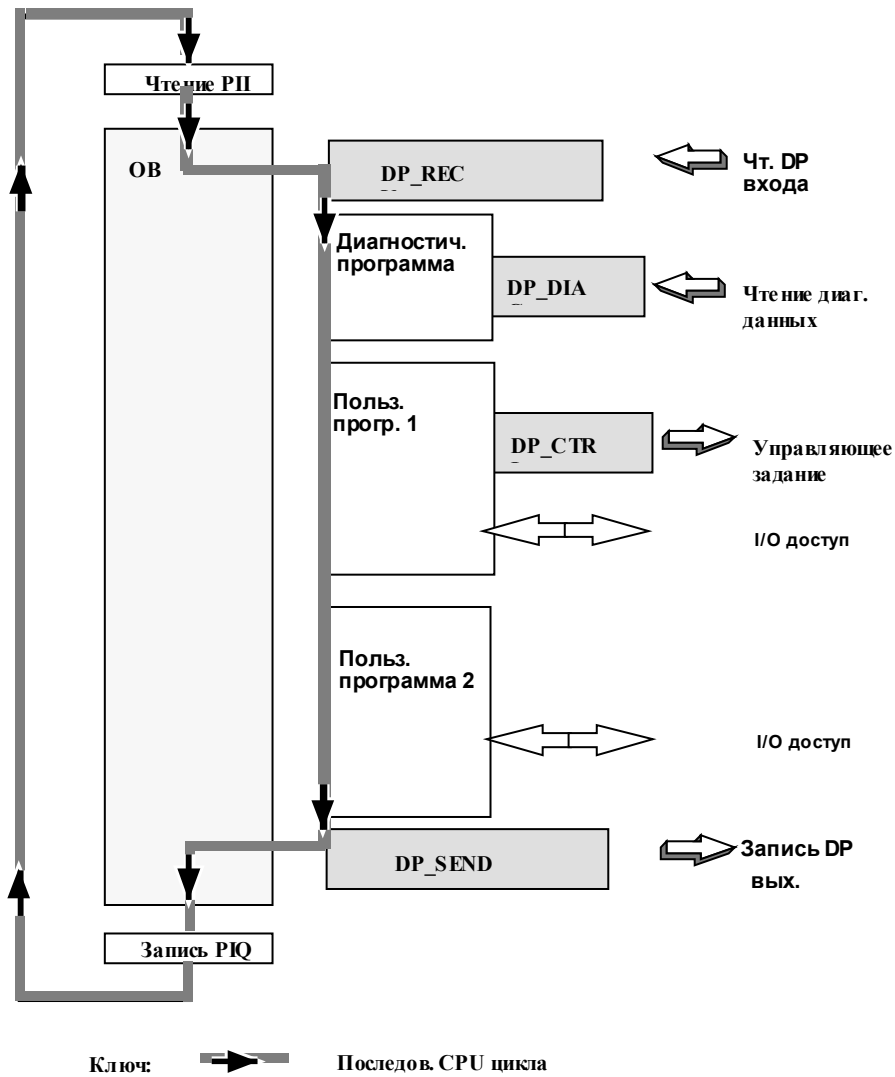 Чтение PII
OB
DP_REC
Чт. DP
входа
Диагностич.
программа
DP_DIA
Чтение диаг.
данных
Польз.
прогр. 1
DP_CTR
Управляющее
задание
I/O доступ
Польз.
программа 2
I/O доступ
DP_SEND
Запись DP
вых.
Запись PIQ
Ключ:
Последов. CPU цикла